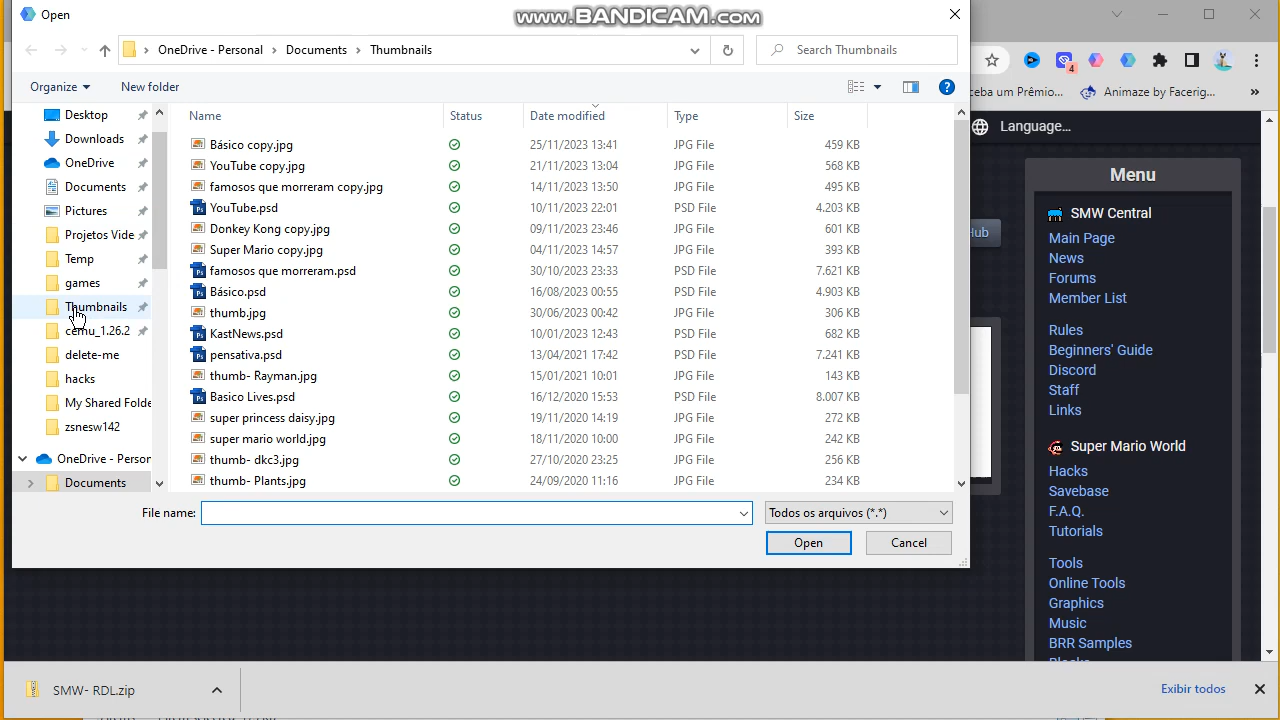 Open
www.BANDICAM.com
OneDrive - Personal
Documents
Thumbnails
Search Thumbnails
Organize
New folder
4
ceba um Prêmio...
Animaze by Facerig...
»
Name
Status
Date modified
Type
Size
Desktop
Downloads
OneDrive
Documents
Pictures
Projetos Vide
Temp
games
Thumbnails
cemu_1.26.2
delete-me
hacks
My Shared Folde
zsnesw142
OneDrive - Person
Documents
Básico copy.jpg 25/11/2023 13:41 JPG File 459 KB
YouTube copy.jpg 21/11/2023 13:04 JPG File 568 KB
famosos que morreram copy.jpg 14/11/2023 13:50 JPG File 495 KB
YouTube.psd 10/11/2023 22:01 PSD File 4.203 KB
Donkey Kong copy.jpg 09/11/2023 23:46 JPG File 601 KB
Super Mario copy.jpg 04/11/2023 14:57 JPG File 393 KB
famosos que morreram.psd 30/10/2023 23:33 PSD File 7.621 KB
Básico.psd 16/08/2023 00:55 PSD File 4.903 KB
thumb.jpg 30/06/2023 00:42 JPG File 306 KB
KastNews.psd 10/01/2023 12:43 PSD File 682 KB
pensativa.psd 13/04/2021 17:42 PSD File 7.241 KB
thumb- Rayman.jpg 15/01/2021 10:01 JPG File 143 KB
Basico Lives.psd 16/12/2020 15:53 PSD File 8.007 KB
super princess daisy.jpg 19/11/2020 14:19 JPG File 272 KB
super mario world.jpg 18/11/2020 10:00 JPG File 242 KB
thumb- dkc3.jpg 27/10/2020 23:25 JPG File 256 KB
thumb- Plants.jpg 24/09/2020 11:16 JPG File 234 KB
File name:
Todos os arquivos (*.*)
Open
Cancel
Language...
Hub
Menu
SMW Central
Main Page
News
Forums
Member List
Rules
Beginners' Guide
Discord
Staff
Links
Super Mario World
Hacks
Savebase
F.A.Q.
Tutorials
Tools
Online Tools
Graphics
Music
BRR Samples
Blocks
SMW- RDL.zip
Exibir todos